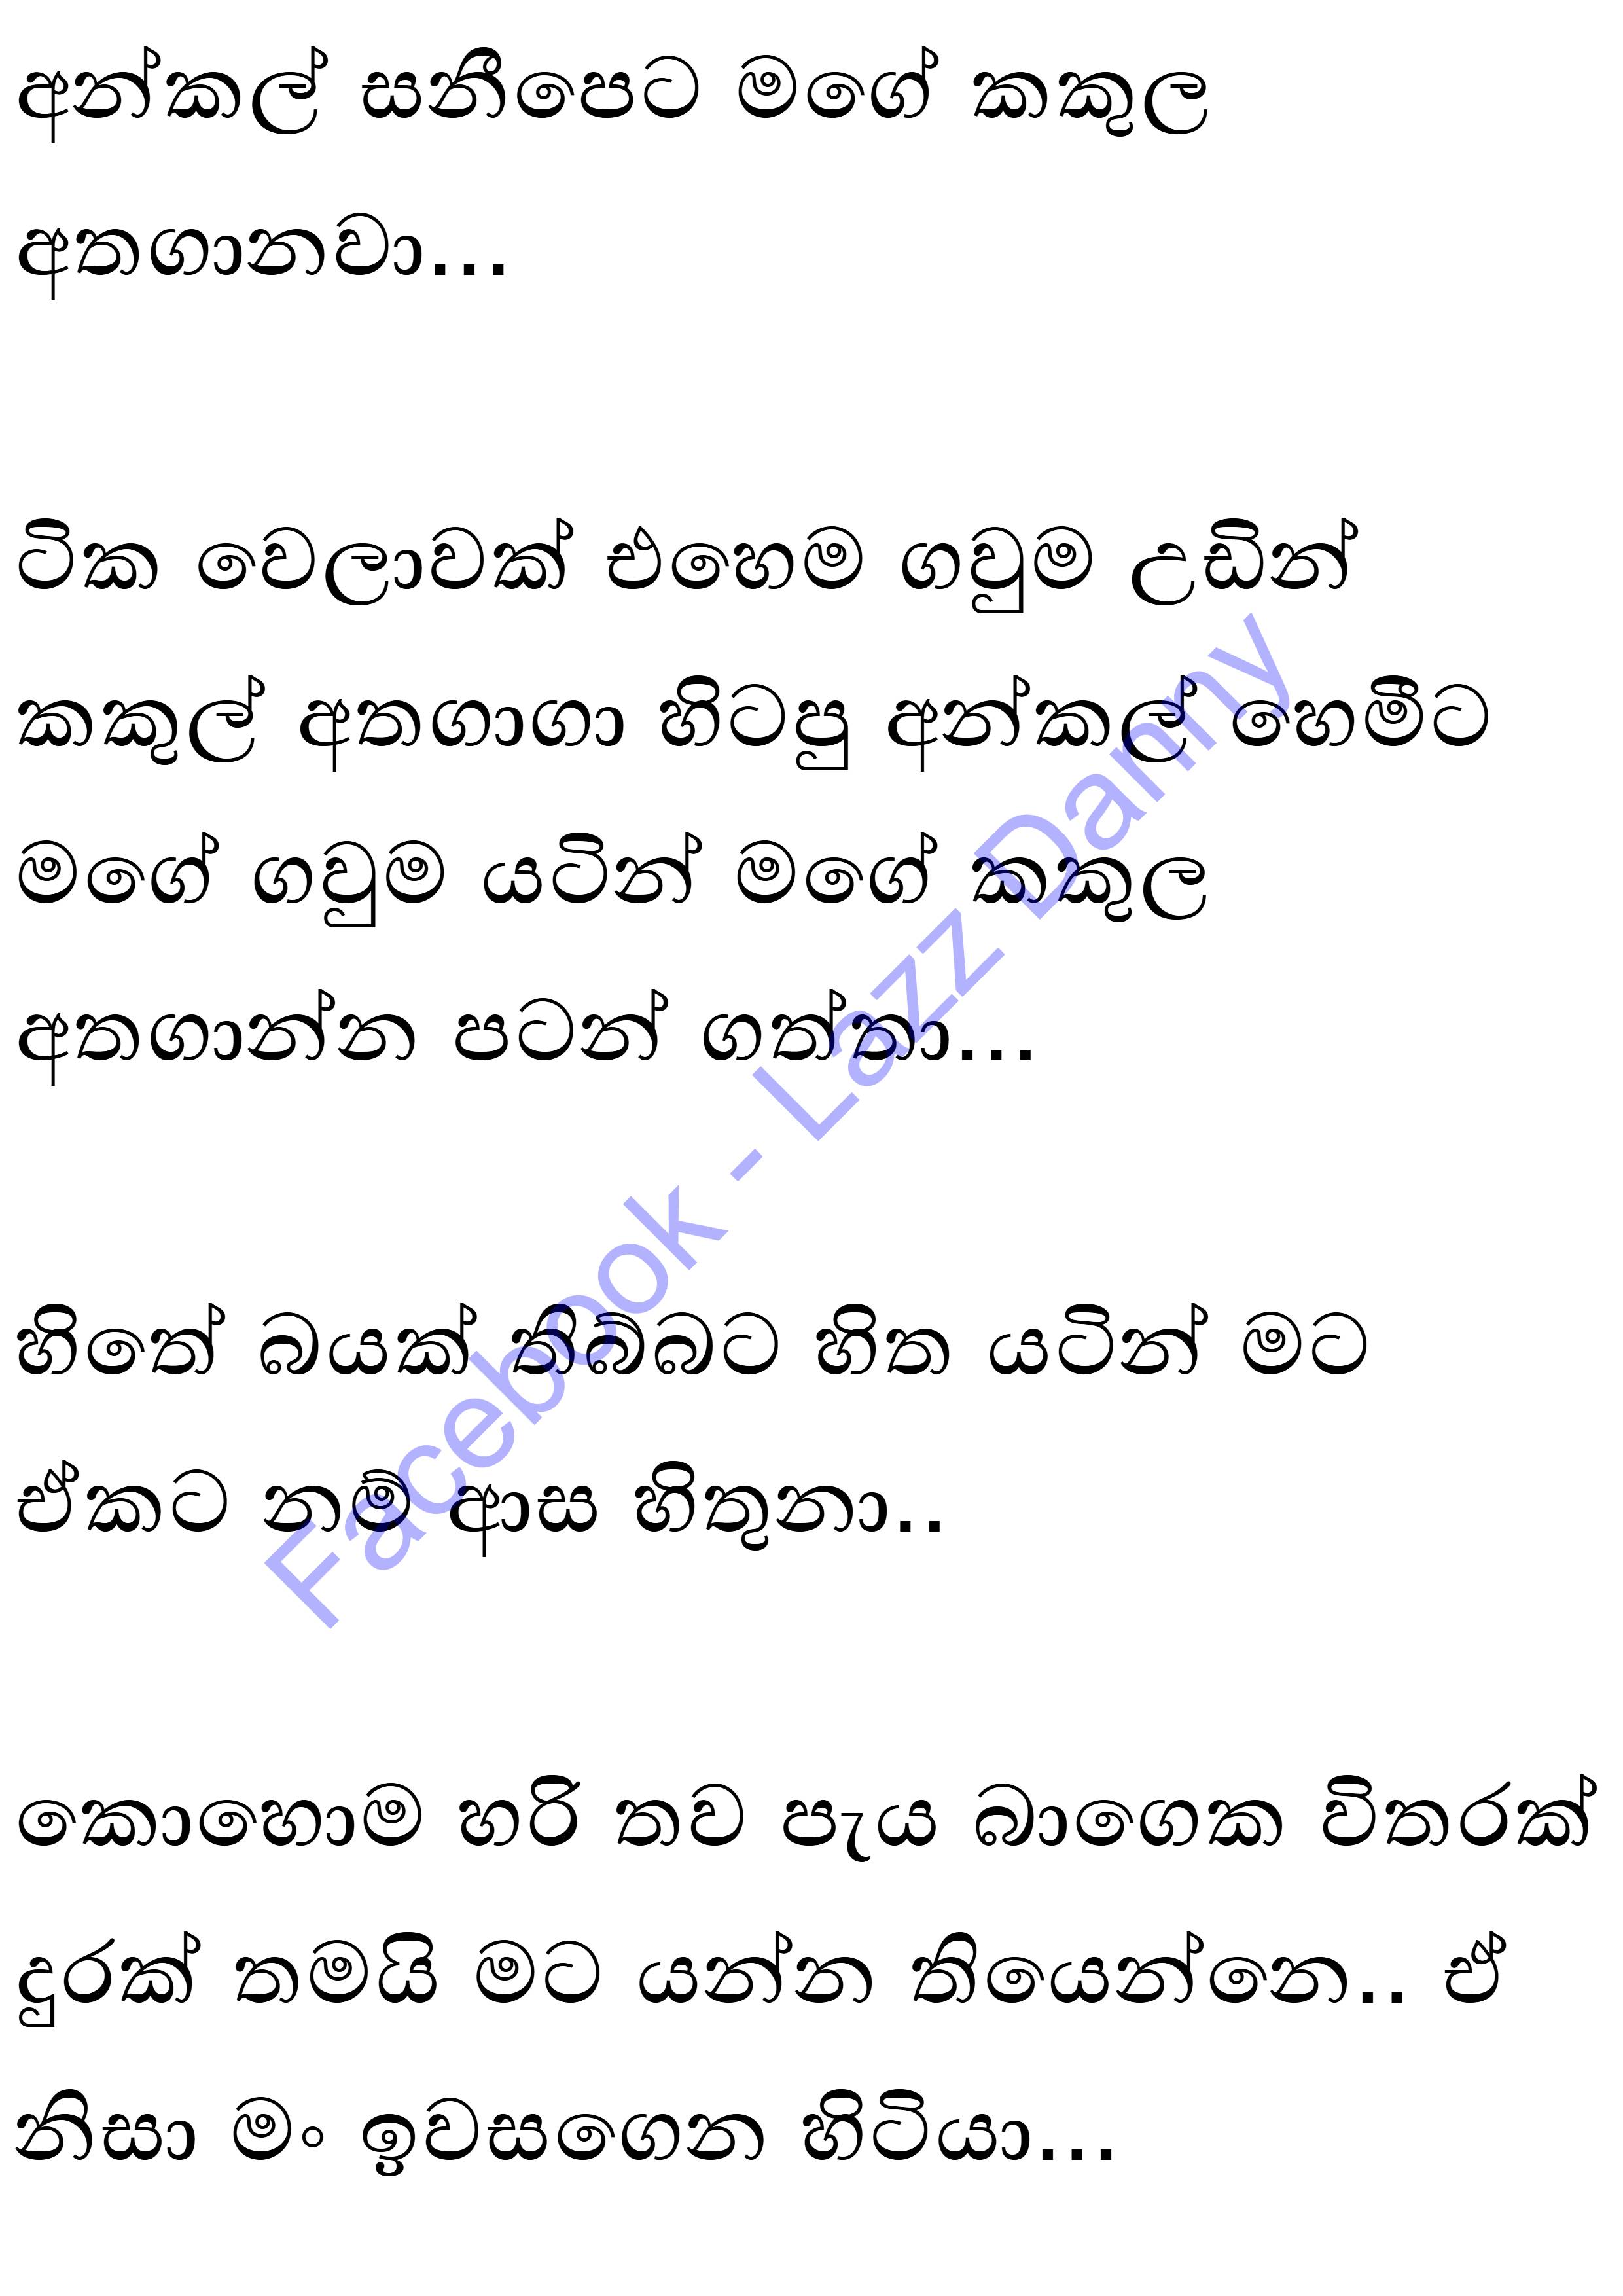 අන්කල් සනීපෙට මගේ කකුල
අතගානවා...
ටික වෙලාවක් එහෙම ගවුම උඩින්
කකුල් අතගාගා හිටපු අන්කල් හෙමීට
මගේ ගවුම යටින් මගේ කකුල
අතගාන්න පටන් ගත්තා...
හිතේ බයක් තිබ්බට හිත යටින් මට
ඒකට නම් ආස හිතුනා..
කොහොම හරි තව පැය බාගෙක විතරක්
දුරක් තමයි මට යන්න තියෙන්නෙ.. ඒ
නිසා මං ඉවසගෙන හිටියා...
Facebook - Lazz Danny